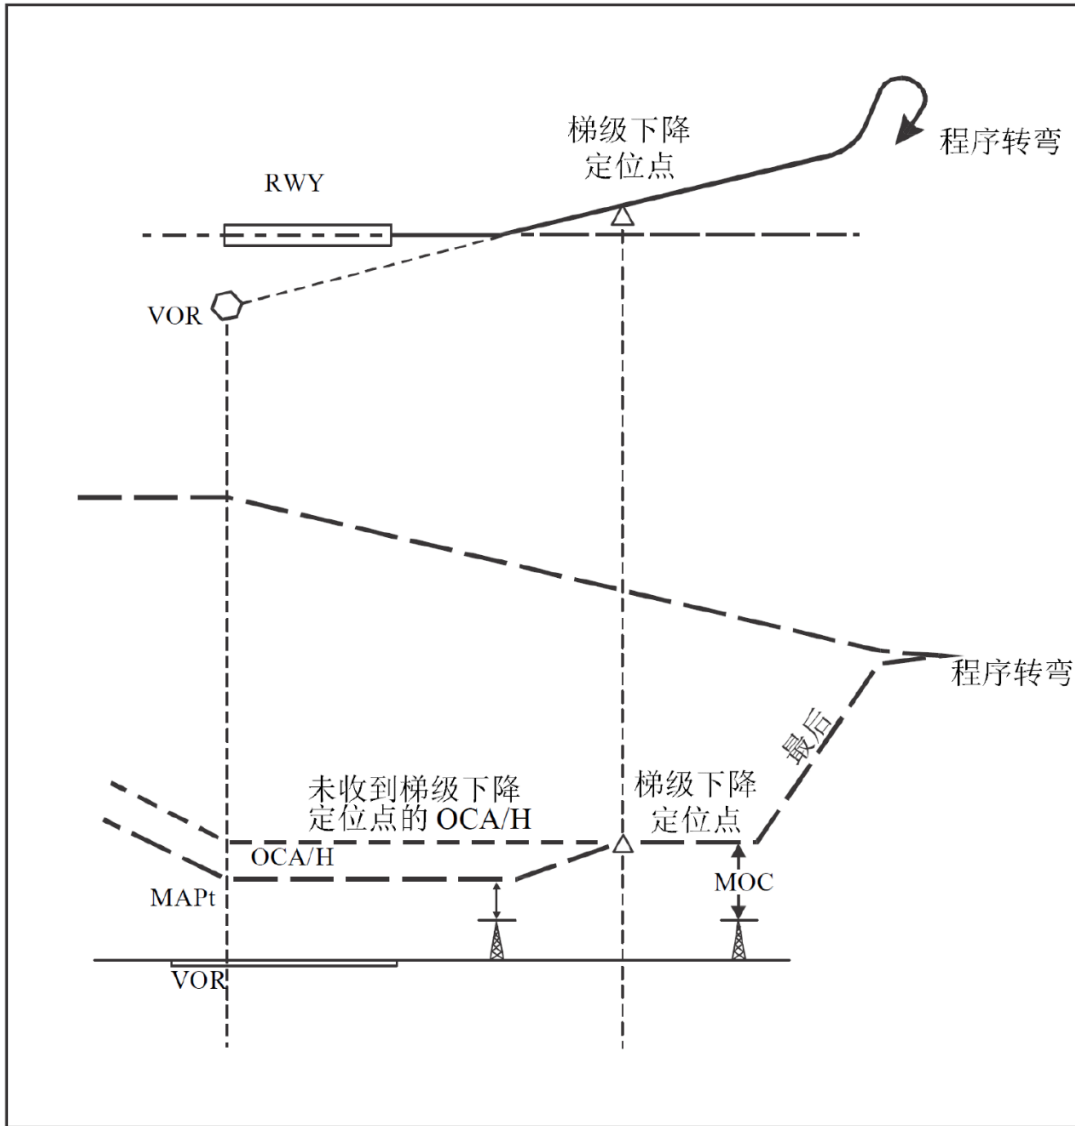 梯级下降
定位点
程序转弯
RWY
VOR
程序转弯
最后
未收到梯级下降
定位点的 OCA/H
梯级下降
定位点
OCA/H
MOC
MAPt
VOR